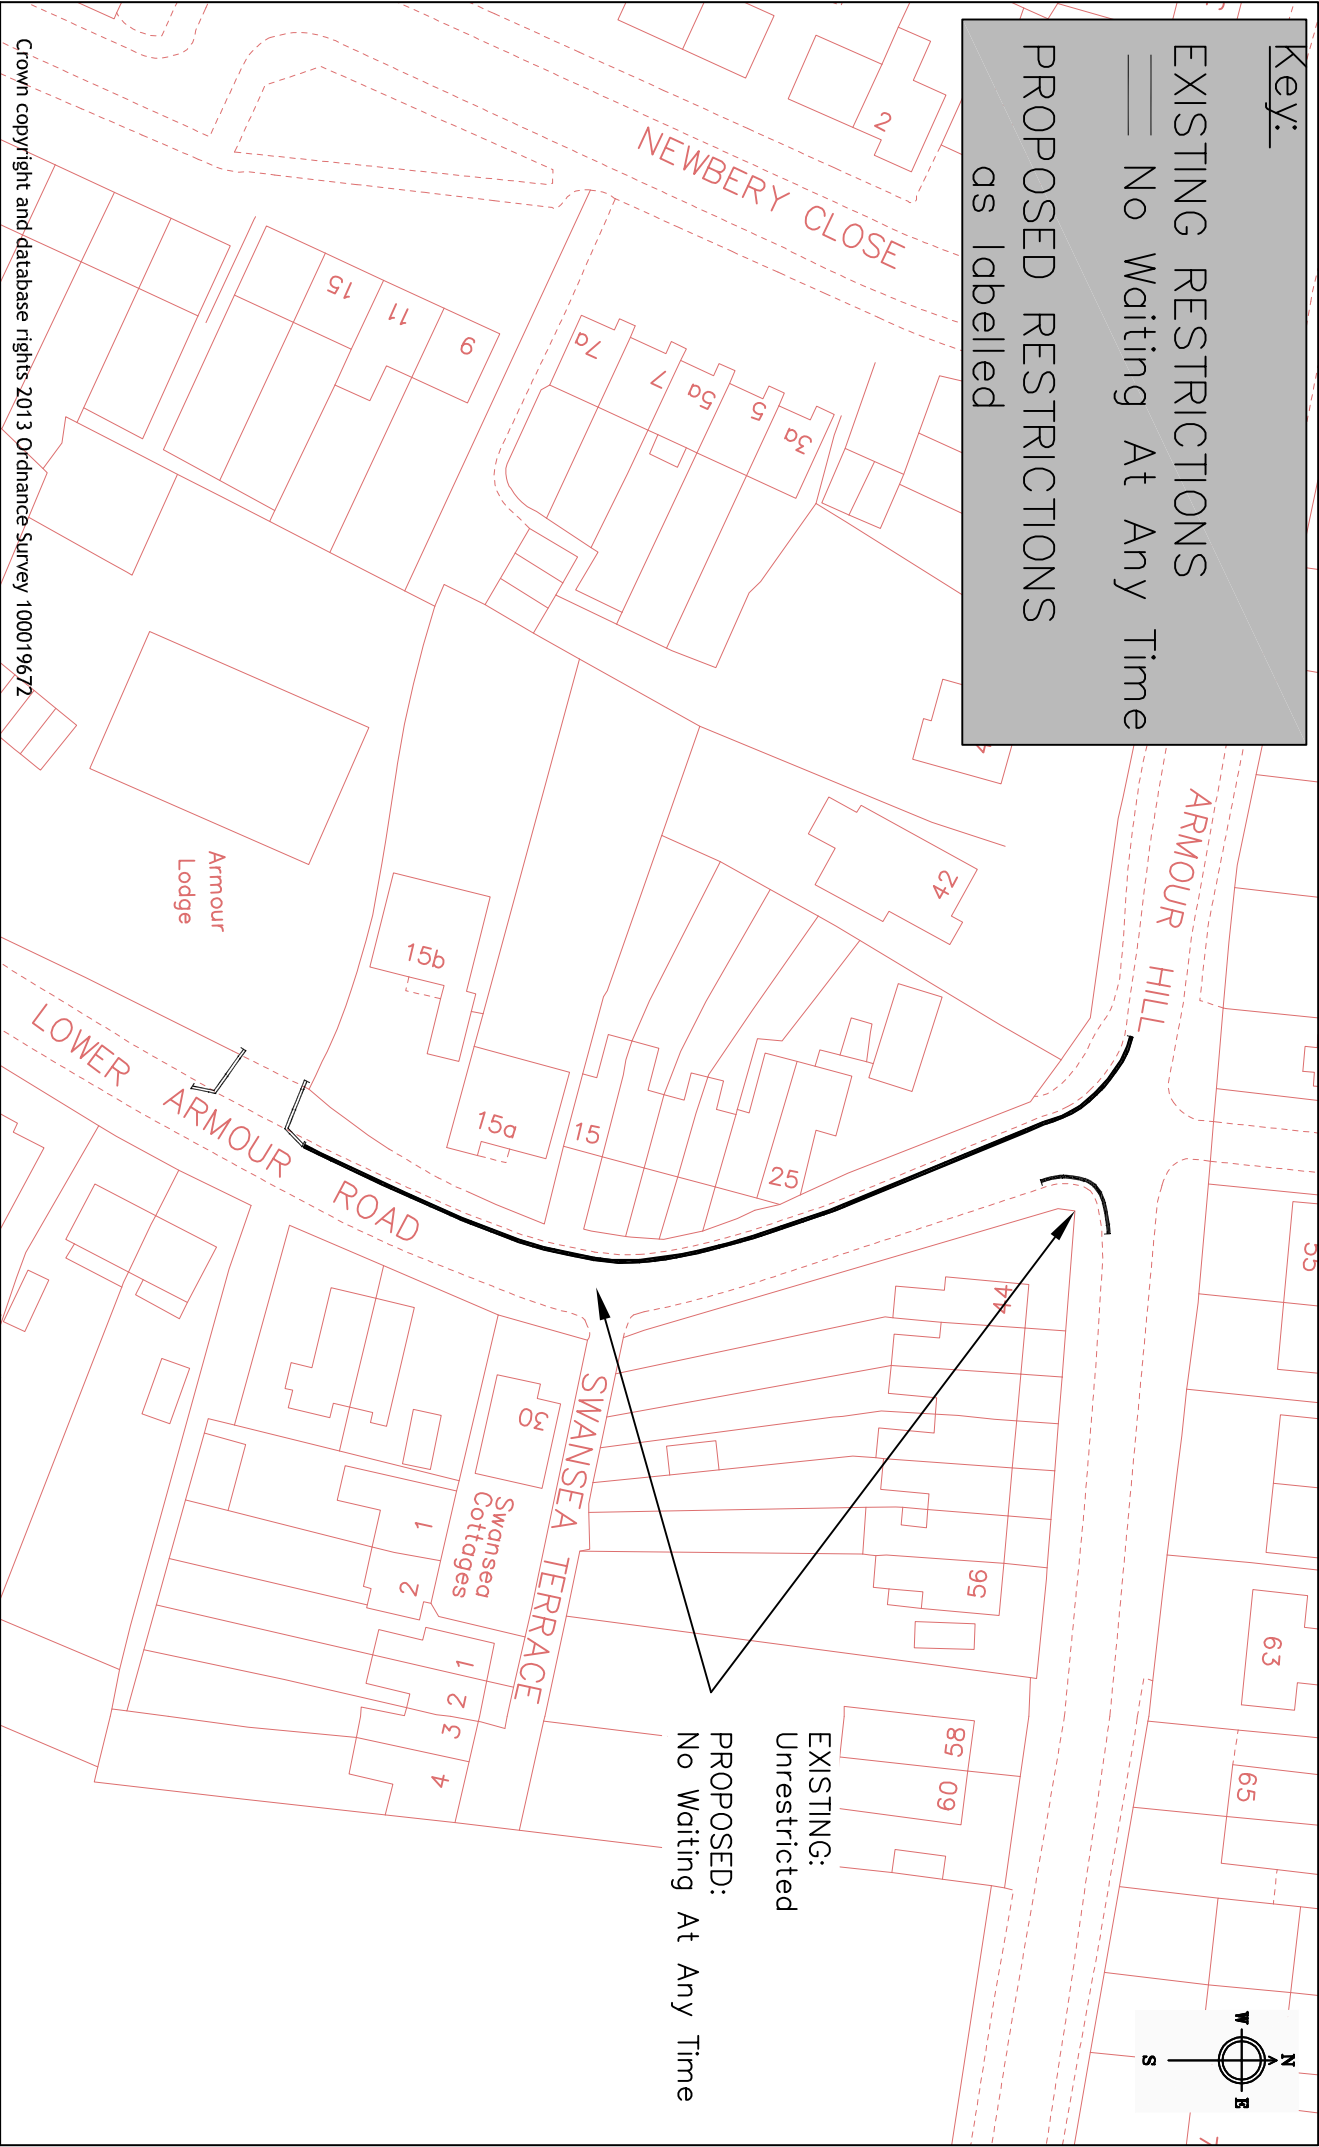 Key:
EXISTING RESTRICTIONS
No Waiting At Any Time
PROPOSED RESTRICTIONS
as labelled
N
W
E
S
ARMOUR HILL
NEWBERY CLOSE
2
42
55
63
65
44
56
58
60
3a
5
5a
7
7a
9
11
15
25
15
15a
15b
Armour
Lodge
LOWER ARMOUR ROAD
SWANSEA TERRACE
30
Swansea
Cottages
1
2
1
2
3
4
EXISTING:
Unrestricted
PROPOSED:
No Waiting At Any Time
Crown copyright and database rights 2013 Ordnance Survey 100019672